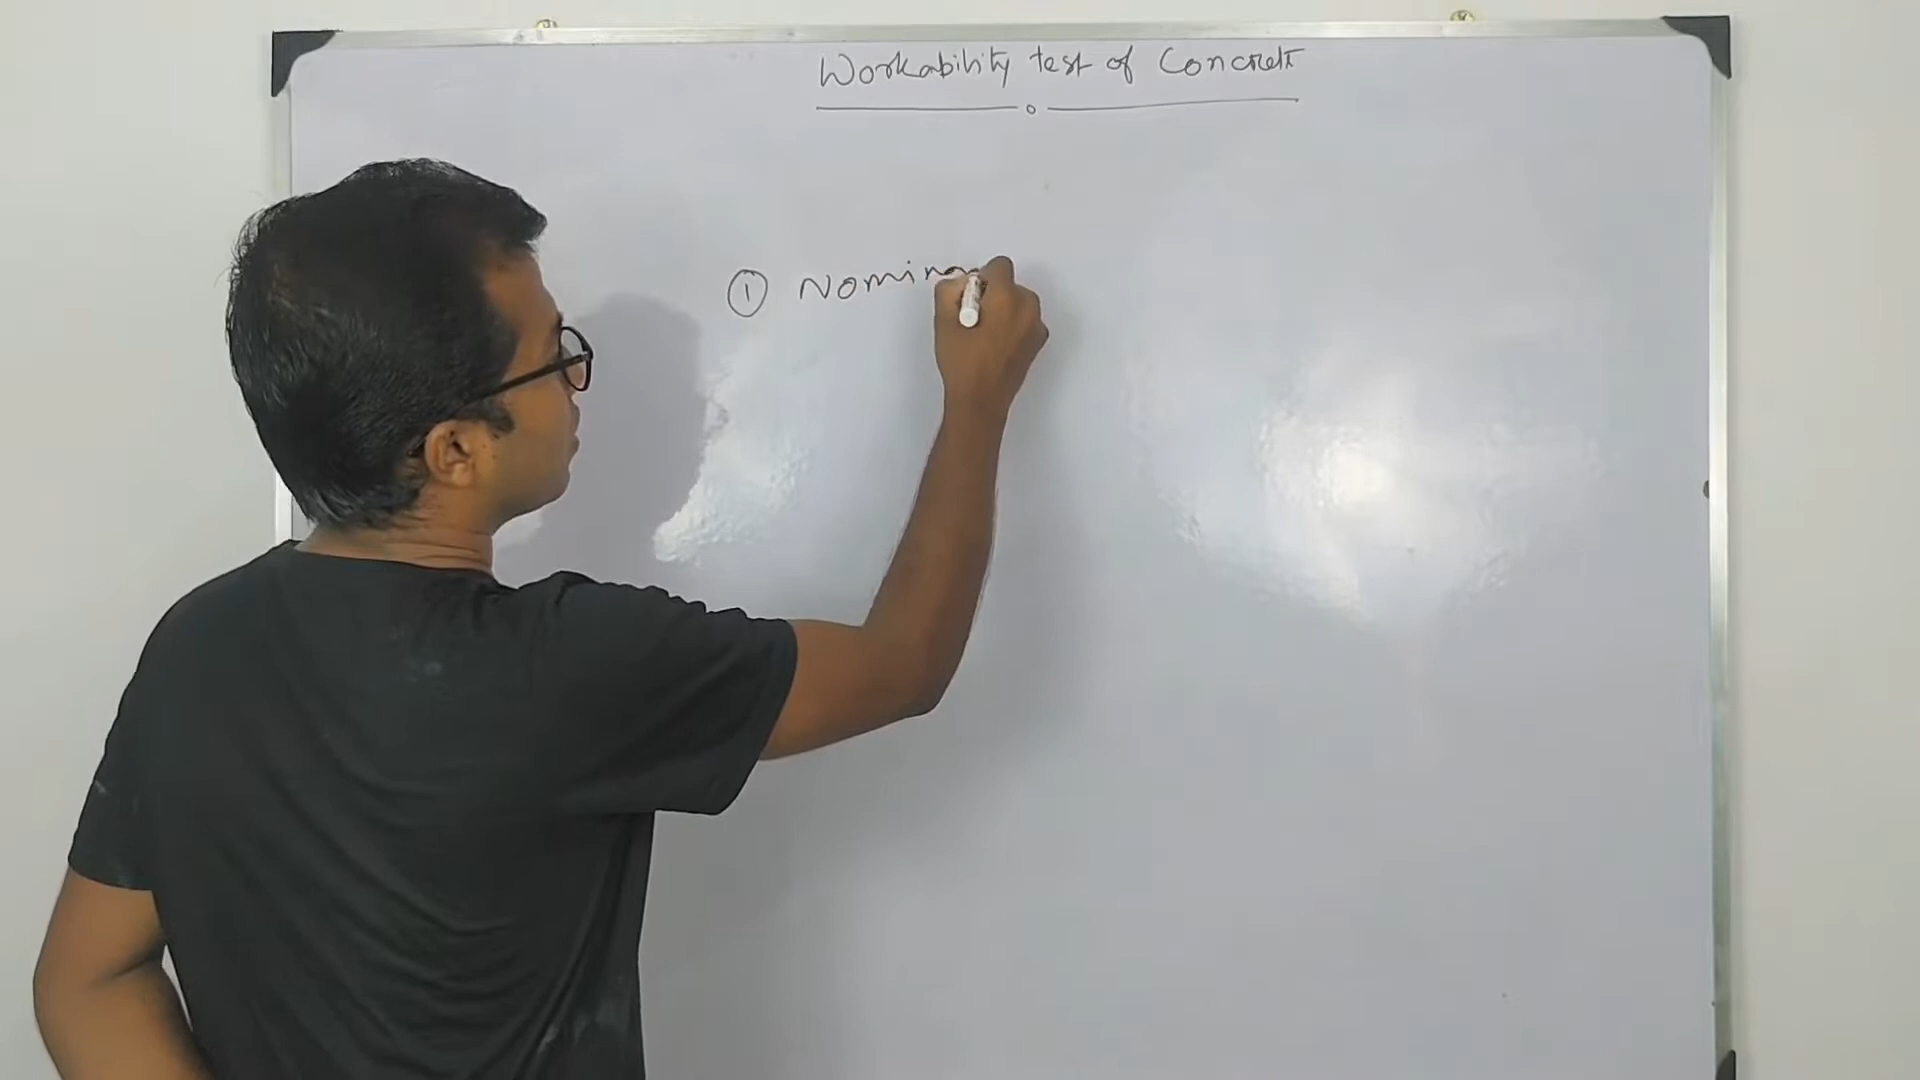 Workability test of Concrete
① Nomina